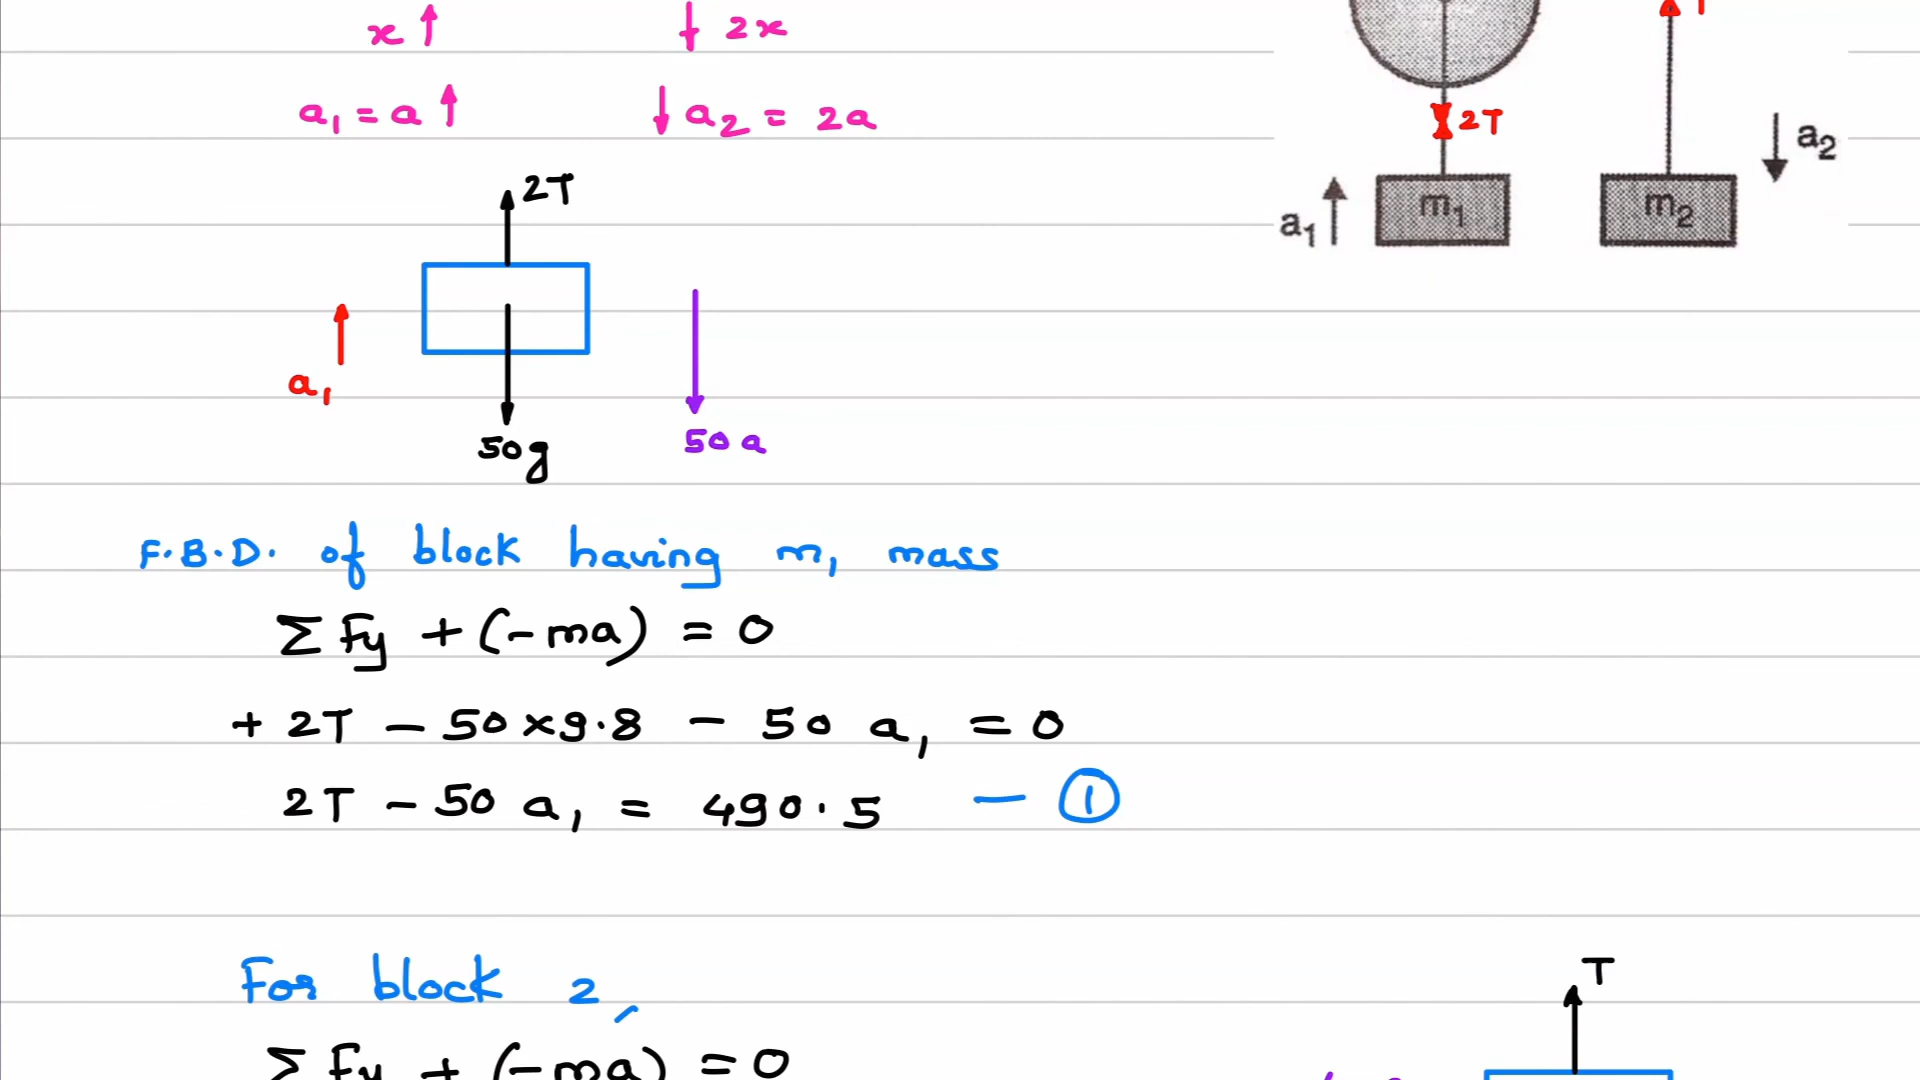 x ↑ ↓ 2x
a₁ = a ↑ ↓ a₂ = 2a
2T
a₁
50g
50 a
T
2T
a₁ ↑ m₁ m₂ ↓ a₂
F.B.D. of block having m₁ mass
Σ Fy + (-ma) = 0
+ 2T - 50×9.8 - 50 a₁ = 0
2T - 50 a₁ = 490.5 — ①
For block 2,
Σ Fy + (-ma) = 0
T